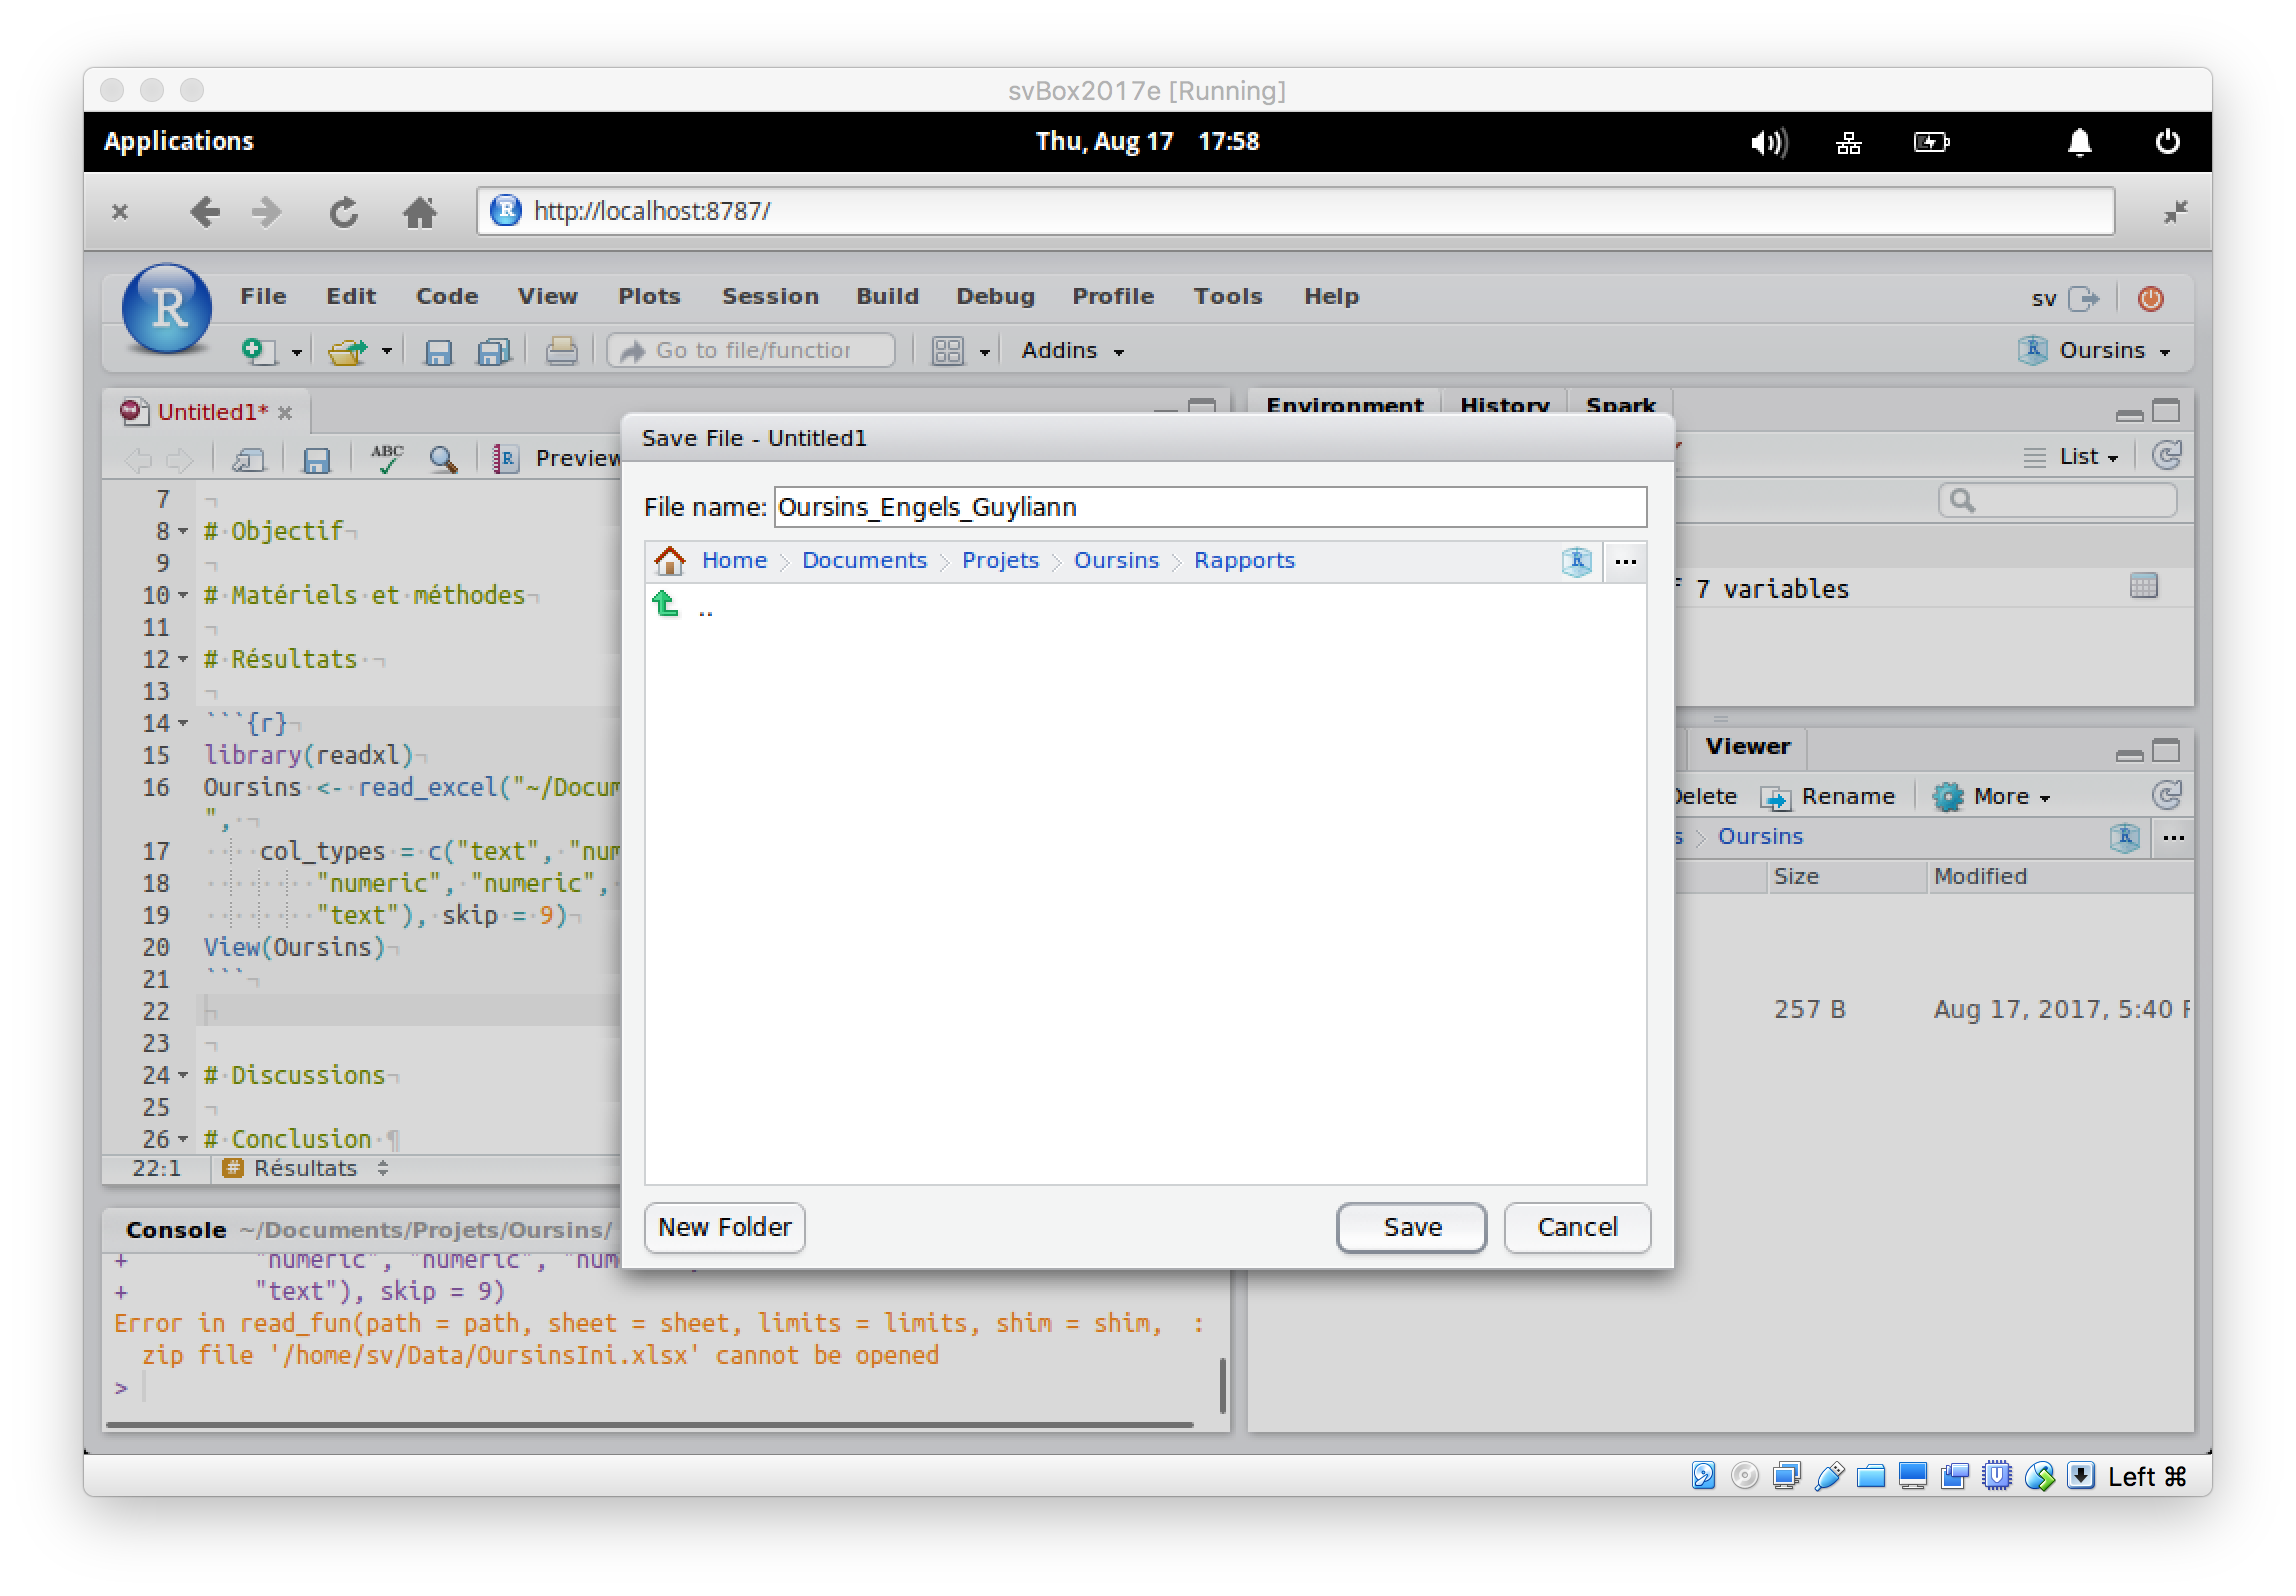 svBox2017e [Running]
Applications
Thu, Aug 17 17:58
http://localhost:8787/
R
File Edit Code View Plots Session Build Debug Profile Tools Help
sv
Go to file/function
Addins
Oursins
Untitled1*
Environment History Spark
ABC
Preview
List
7
8 # Objectif
9
10 # Matériels et méthodes
11
12 # Résultats
13
14 ```{r}
15 library(readxl)
16 Oursins <- read_excel("~/Docum
",
17 col_types = c("text", "num
18 "numeric", "numeric",
19 "text"), skip = 9)
20 View(Oursins)
21 ```
22
23
24 # Discussions
25
26 # Conclusion
22:1 # Résultats
Save File - Untitled1
File name: Oursins_Engels_Guyliann
Home Documents Projets Oursins Rapports ...
..
New Folder Save Cancel
7 variables
Viewer
Delete Rename More
Oursins ...
Size Modified
257 B Aug 17, 2017, 5:40 P
Console ~/Documents/Projets/Oursins/
+ "numeric", "numeric", "num
+ "text"), skip = 9)
Error in read_fun(path = path, sheet = sheet, limits = limits, shim = shim, :
zip file '/home/sv/Data/OursinsIni.xlsx' cannot be opened
>
Left ⌘